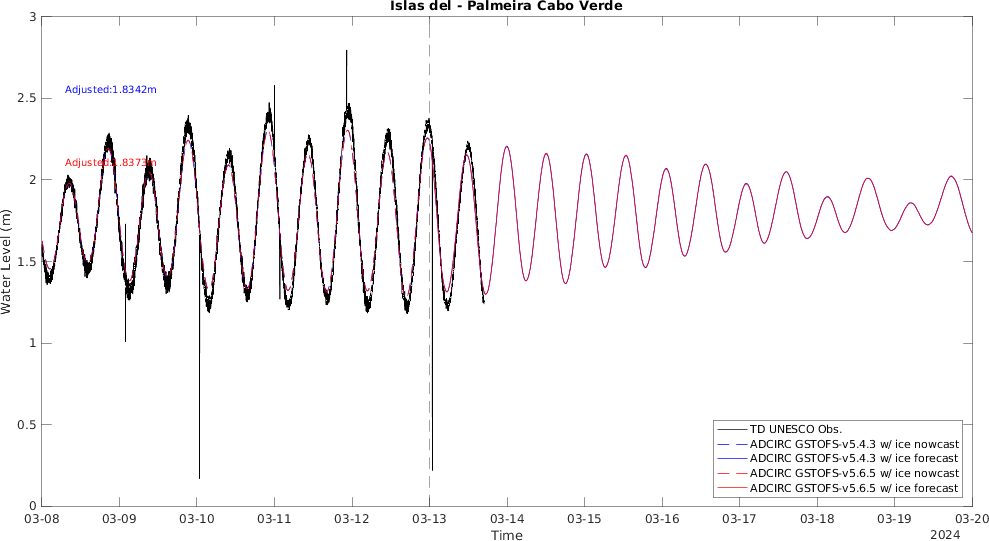 Islas del - Palmeira Cabo Verde
3
2.5
2
1.5
1
0.5
0
Water Level (m)
Adjusted:1.8342m
Adjusted:1.8373m
TD UNESCO Obs.
ADCIRC GSTOFS-v5.4.3 w/ ice nowcast
ADCIRC GSTOFS-v5.4.3 w/ ice forecast
ADCIRC GSTOFS-v5.6.5 w/ ice nowcast
ADCIRC GSTOFS-v5.6.5 w/ ice forecast
03-08 03-09 03-10 03-11 03-12 03-13 03-14 03-15 03-16 03-17 03-18 03-19 03-20
Time
2024